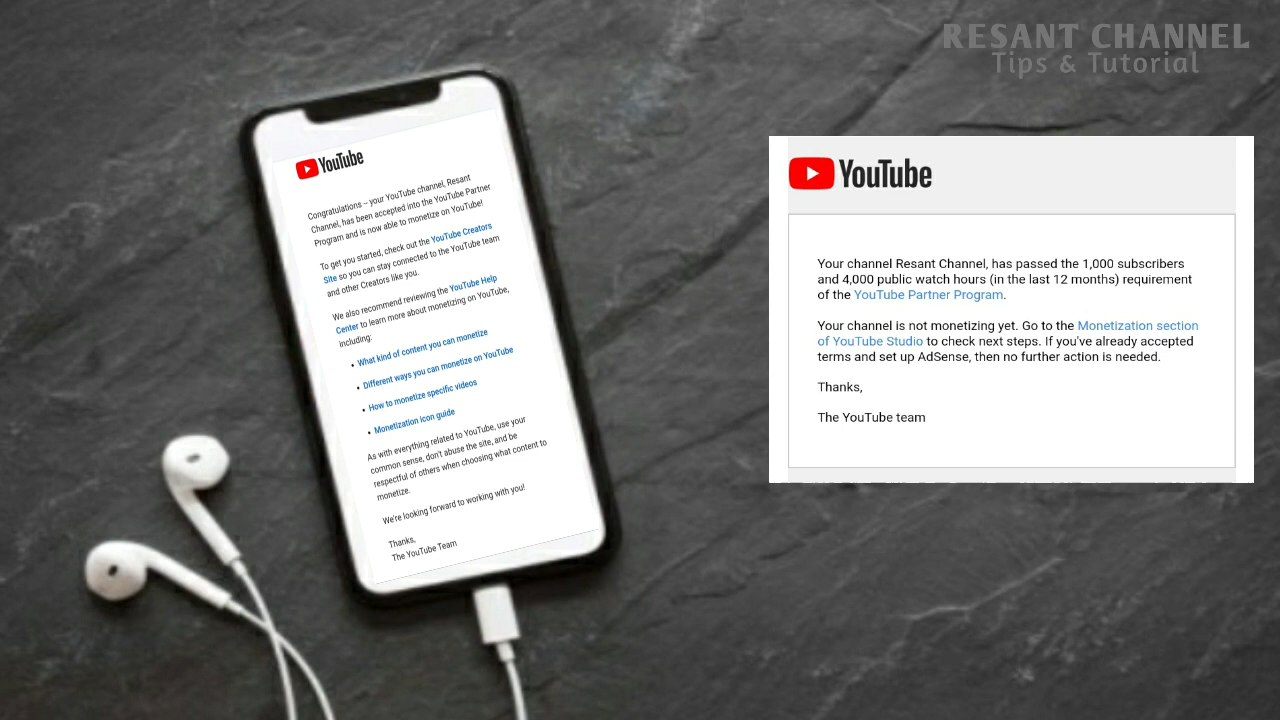 RESANT CHANNEL
Tips & Tutorial
YouTube
Congratulations – your YouTube channel, Resant
Channel, has been accepted into the YouTube Partner
Program and is now able to monetize on YouTube!
To get you started, check out the YouTube Creators
Site so you can stay connected to the YouTube team
and other Creators like you.
We also recommend reviewing the YouTube Help
Center to learn more about monetizing on YouTube,
including:
• What kind of content you can monetize
• Different ways you can monetize on YouTube
• How to monetize specific videos
• Monetization icon guide
As with everything related to YouTube, use your
common sense, don't abuse the site, and be
respectful of others when choosing what content to
monetize.
We're looking forward to working with you!
Thanks,
The YouTube Team
YouTube
Your channel Resant Channel, has passed the 1,000 subscribers
and 4,000 public watch hours (in the last 12 months) requirement
of the YouTube Partner Program.
Your channel is not monetizing yet. Go to the Monetization section
of YouTube Studio to check next steps. If you've already accepted
terms and set up AdSense, then no further action is needed.
Thanks,
The YouTube team